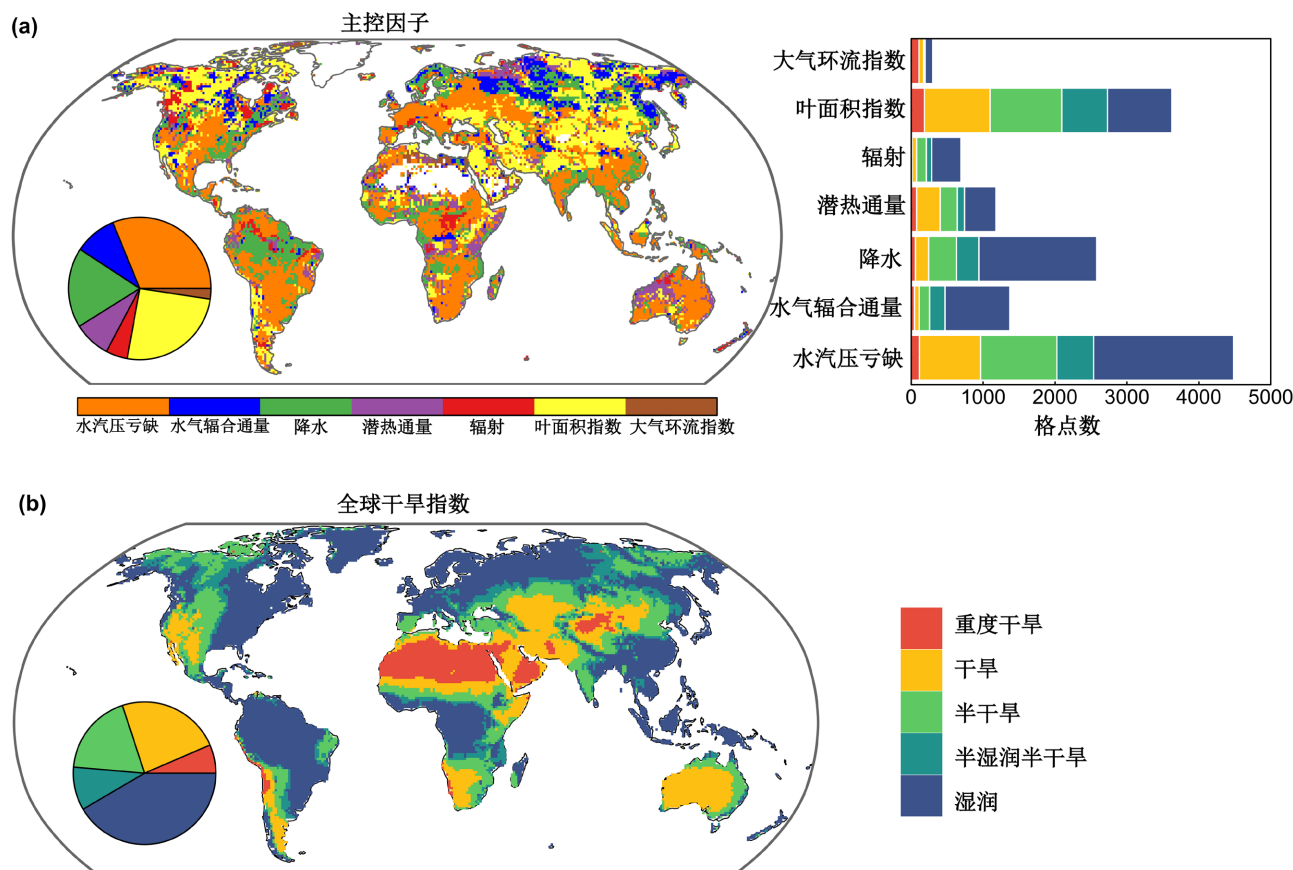 (a)
主控因子
大气环流指数
叶面积指数
辐射
潜热通量
降水
水气辐合通量
水汽压亏缺
0 1000 2000 3000 4000 5000
格点数
水汽压亏缺 水气辐合通量 降水 潜热通量 辐射 叶面积指数 大气环流指数
(b)
全球干旱指数
重度干旱
干旱
半干旱
半湿润半干旱
湿润